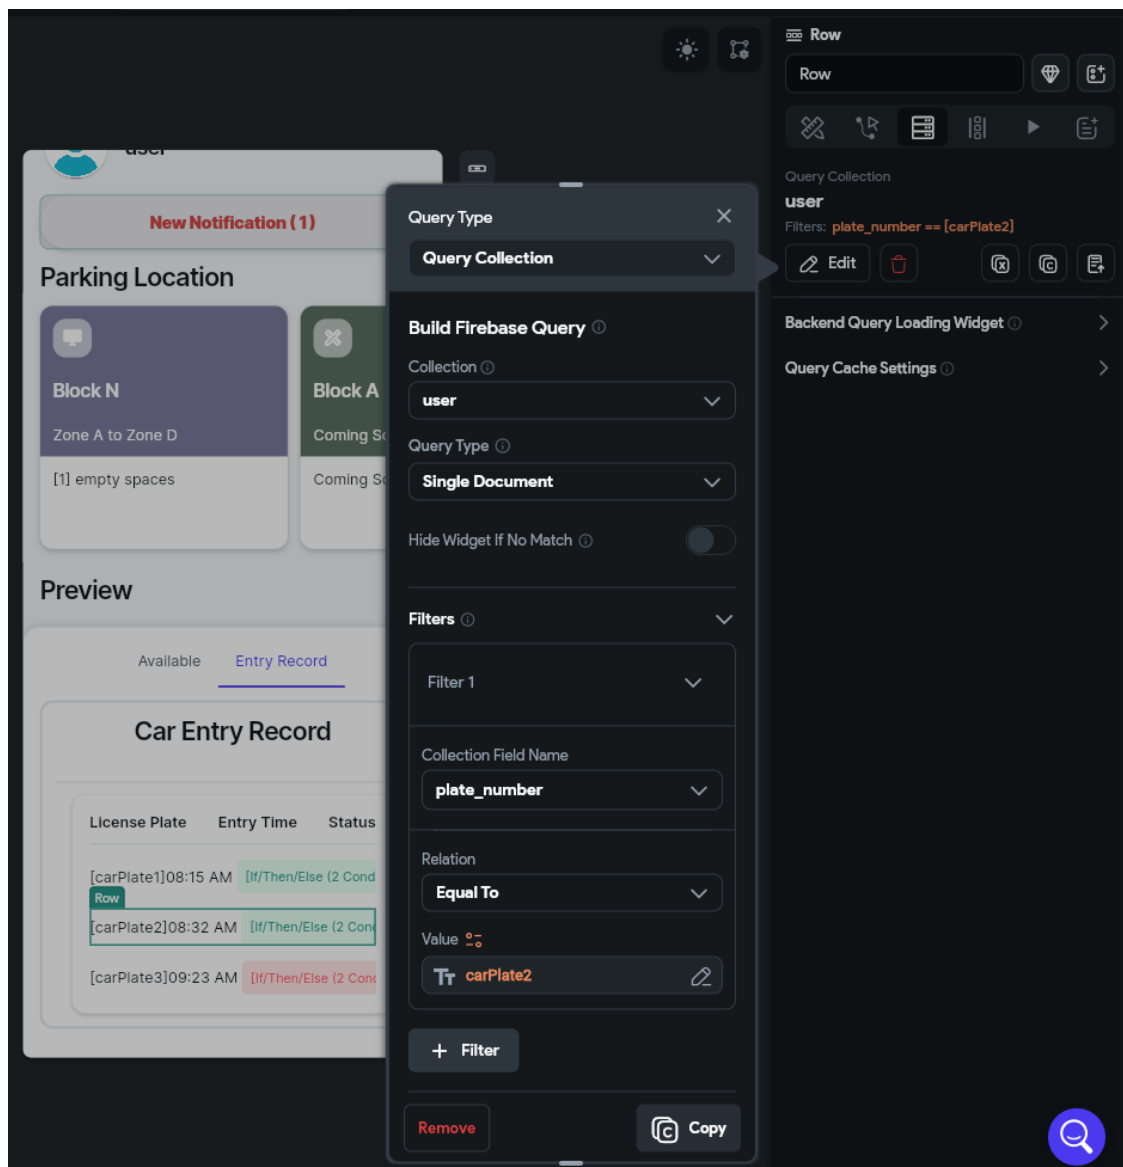 Row
Row
Query Collection
user
Filters: plate_number == [carPlate2]
Edit
Backend Query Loading Widget
Query Cache Settings
user
New Notification (1)
Parking Location
Block N
Zone A to Zone D
[1] empty spaces
Block A
Coming So
Coming So
Preview
Available
Entry Record
Car Entry Record
License Plate Entry Time Status
[carPlate1]08:15 AM [If/Then/Else (2 Cond
Row
[carPlate2]08:32 AM [If/Then/Else (2 Con
[carPlate3]09:23 AM [If/Then/Else (2 Cond
Query Type
Query Collection
Build Firebase Query
Collection
user
Query Type
Single Document
Hide Widget If No Match
Filters
Filter 1
Collection Field Name
plate_number
Relation
Equal To
Value
Tт carPlate2
+ Filter
Remove
Copy